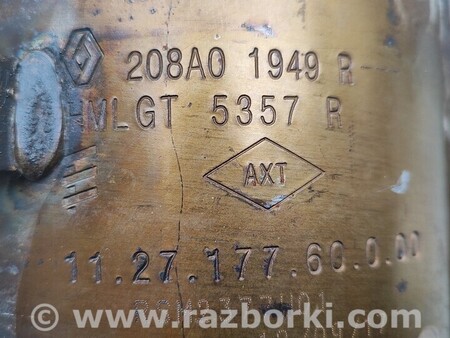 208A0 1949 R
MLGT 5357 R
AXT
11.27.177.60.0.00
© www.razborki.com